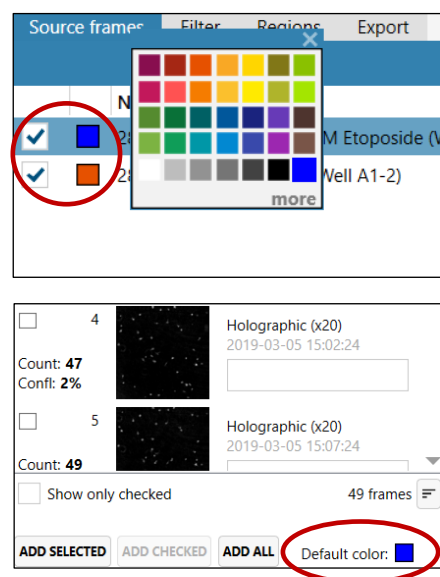 Source frames Filter Regions Export
N
28 M Etoposide (W
28 Well A1-2)
more
4
Holographic (x20)
2019-03-05 15:02:24
Count: 47
Confl: 2%
5
Holographic (x20)
2019-03-05 15:07:24
Count: 49
Show only checked 49 frames
ADD SELECTED ADD CHECKED ADD ALL Default color: